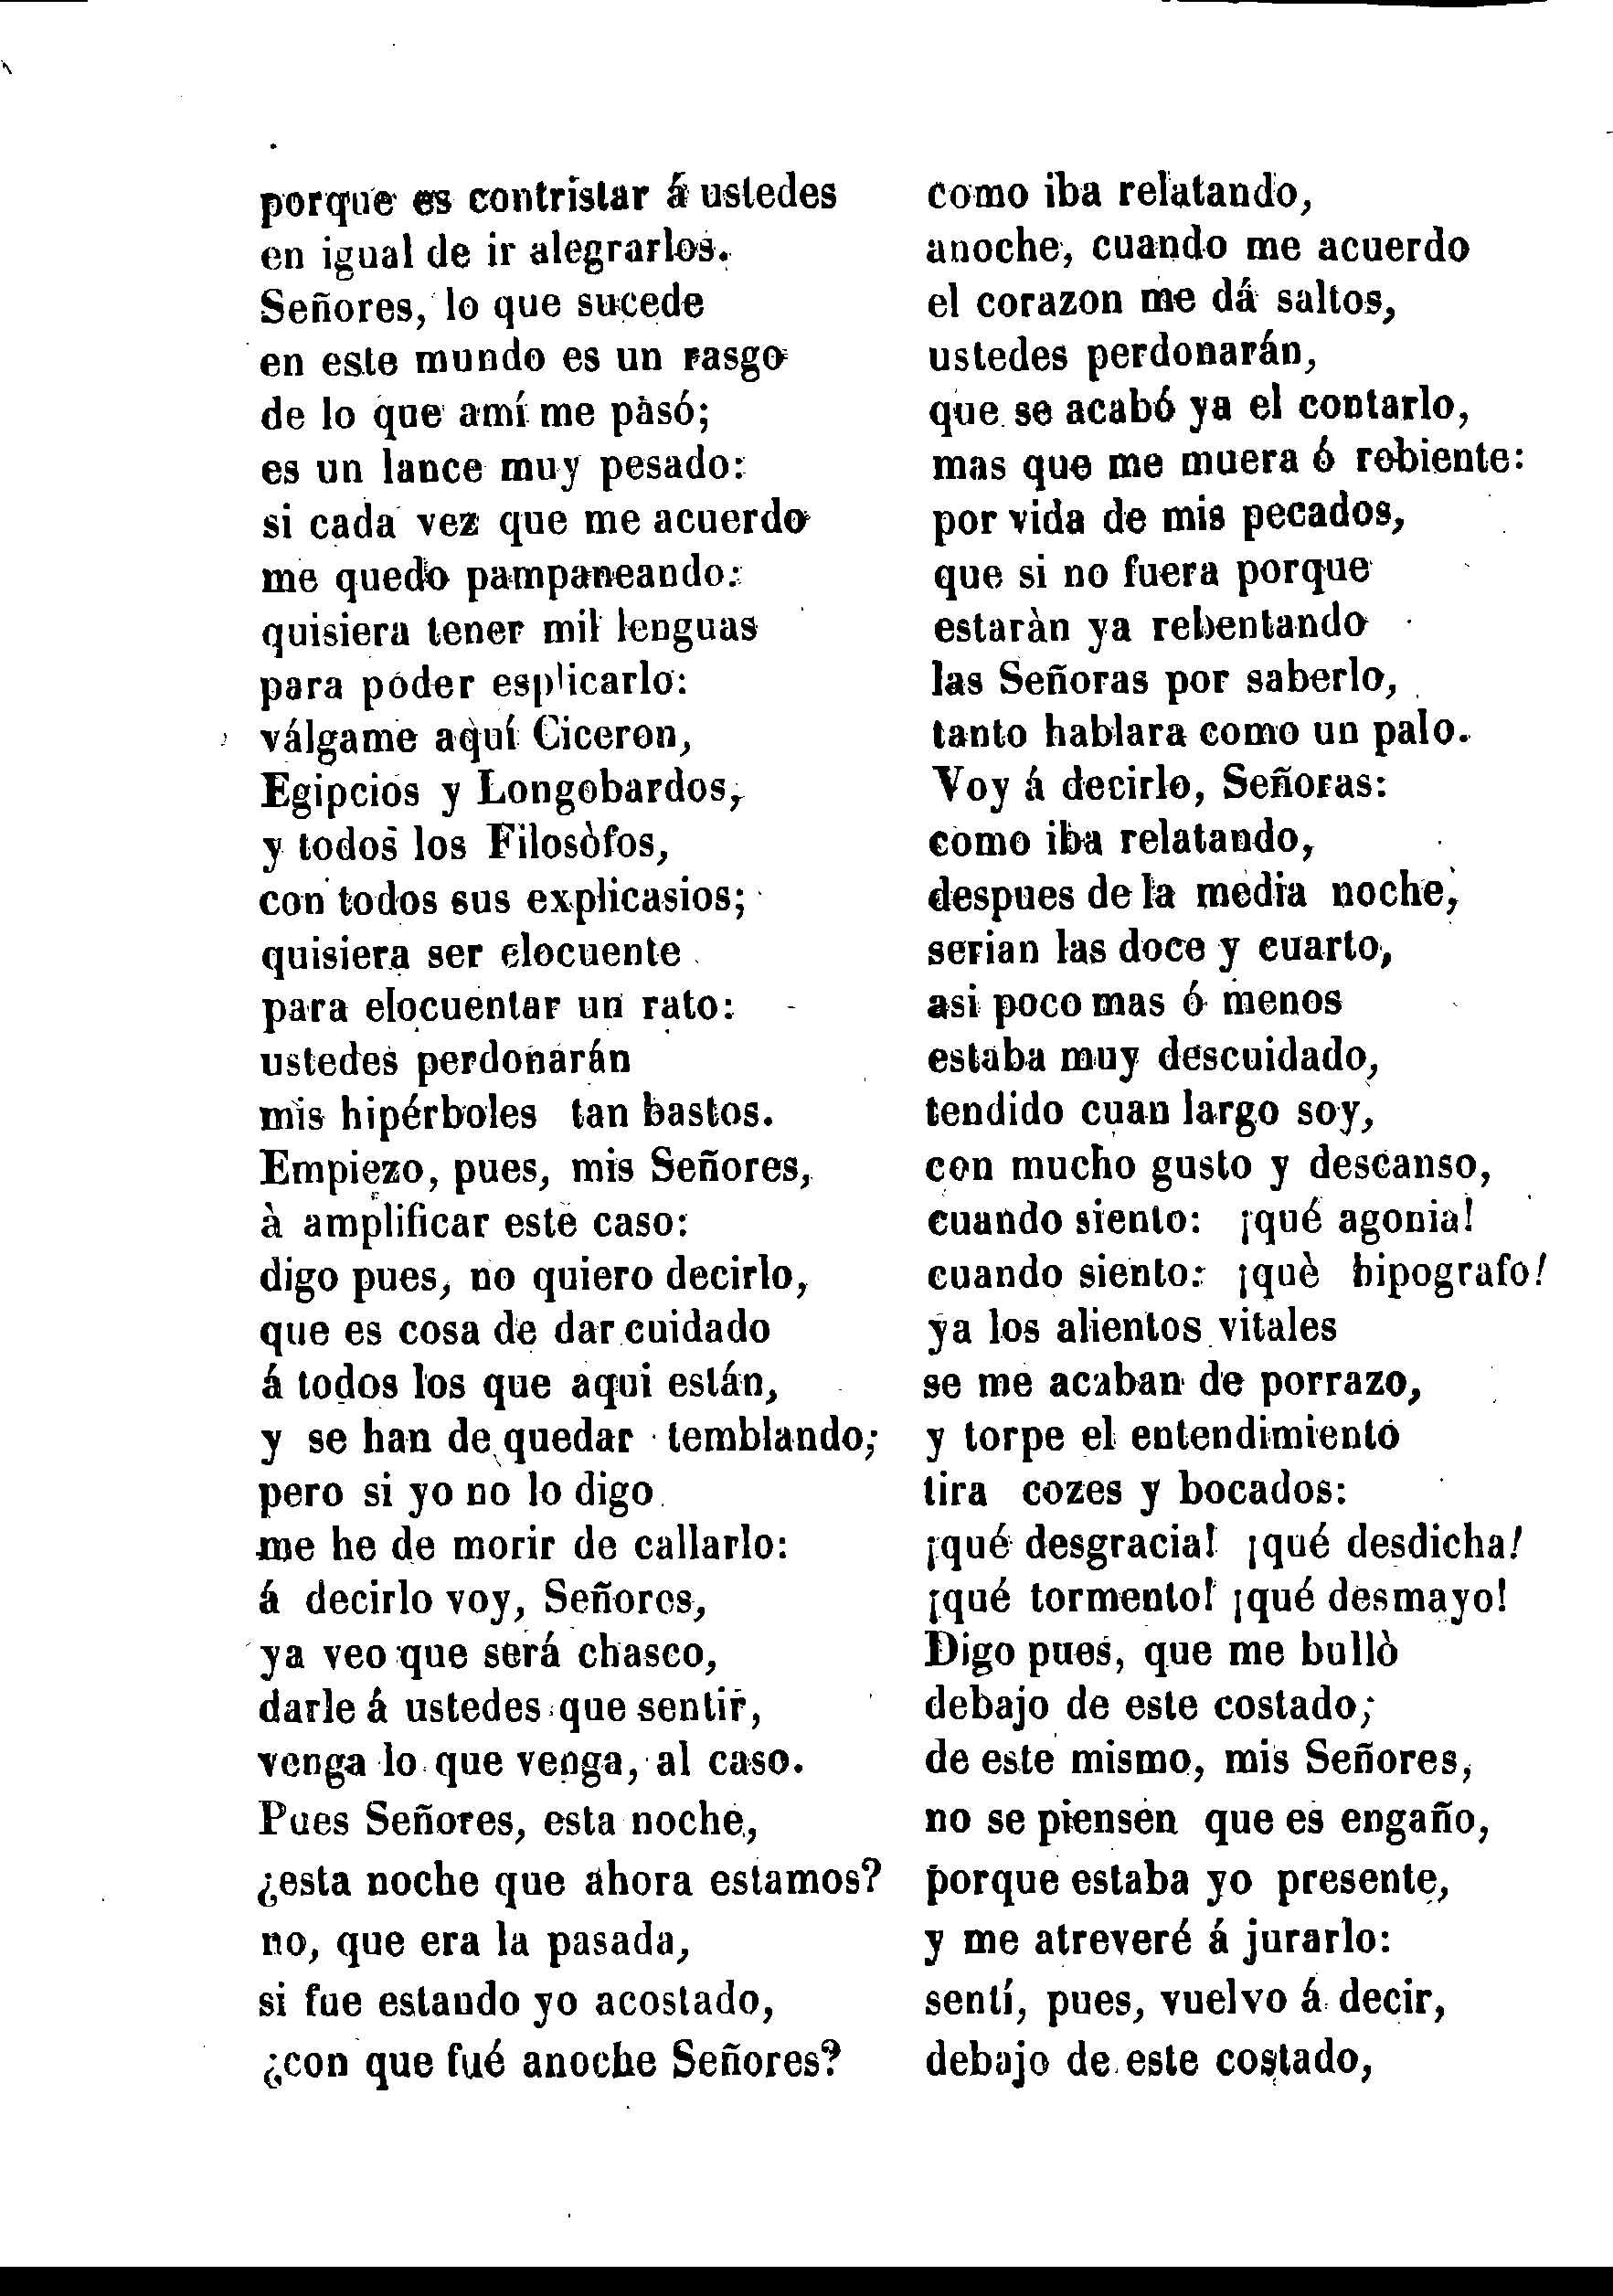 porque es contristar á ustedes
en igual de ir alegrarlos.
Señores, lo que sucede
en este mundo es un rasgo
de lo que amí me pàsó;
es un lance muy pesado:
si cada vez que me acuerdo
me quedo pampaneando:
quisiera tener mil lenguas
para poder esplicarlo:
válgame aquí Ciceron,
Egipcios y Longobardos,
y todos los Filosòfos,
con todos sus explicasios;
quisiera ser elocuente
para elocuentar un rato:
ustedes perdonarán
mis hipérboles tan bastos.
Empiezo, pues, mis Señores,
à amplificar este caso:
digo pues, no quiero decirlo,
que es cosa de dar cuidado
á todos los que aqui están,
y se han de quedar temblando;
pero si yo no lo digo
me he de morir de callarlo:
á decirlo voy, Señores,
ya veo que será chasco,
darle á ustedes que sentir,
venga lo que venga, al caso.
Pues Señores, esta noche,
¿esta noche que ahora estamos?
no, que era la pasada,
si fue estando yo acostado,
¿con que fué anoche Señores?
como iba relatando,
anoche, cuando me acuerdo
el corazon me dá saltos,
ustedes perdonarán,
que se acabó ya el contarlo,
mas que me muera ó rebiente:
por vida de mis pecados,
que si no fuera porque
estaràn ya rebentando
las Señoras por saberlo,
tanto hablara como un palo.
Voy á decirlo, Señoras:
como iba relatando,
despues de la media noche,
serian las doce y cuarto,
asi poco mas ó menos
estaba muy descuidado,
tendido cuan largo soy,
con mucho gusto y descanso,
cuando siento: ¡qué agonia!
cuando siento: ¡què hipografo!
ya los alientos vitales
se me acaban de porrazo,
y torpe el entendimiento
tira cozes y bocados:
¡qué desgracia! ¡qué desdicha!
¡qué tormento! ¡qué desmayo!
Digo pues, que me bullò
debajo de este costado;
de este mismo, mis Señores,
no se piensen que es engaño,
porque estaba yo presente,
y me atreveré á jurarlo:
sentí, pues, vuelvo á decir,
debajo de este costado,